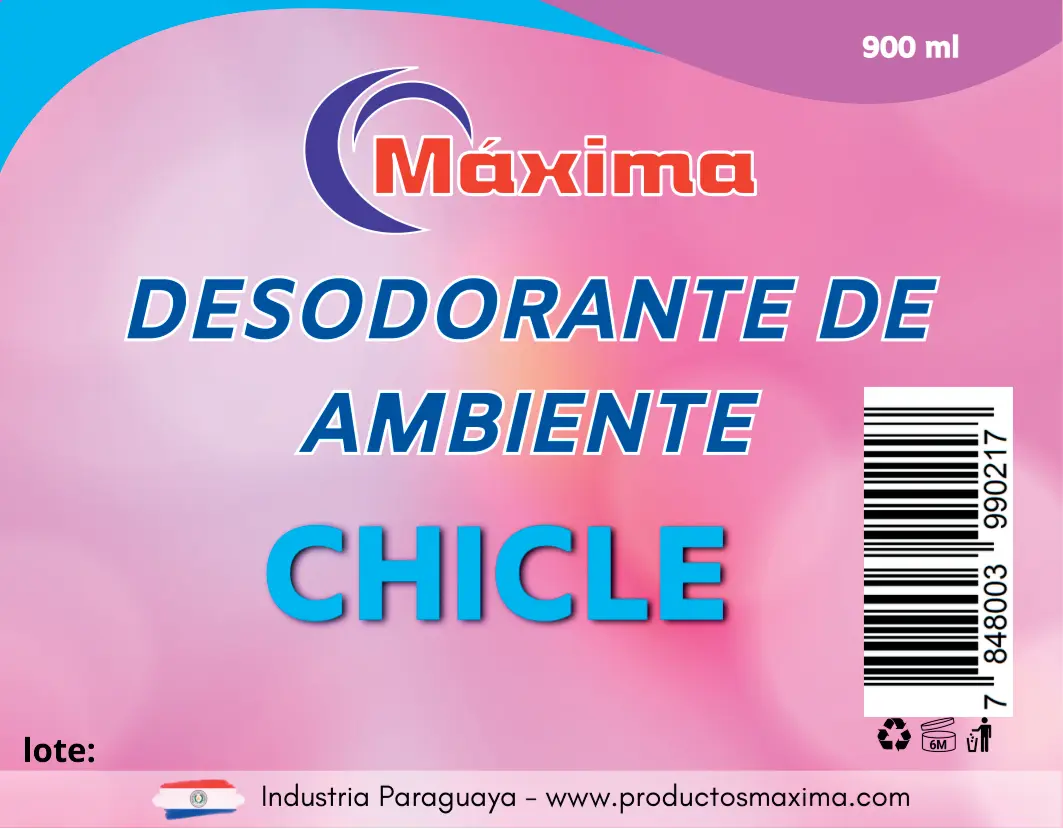 900 ml
Máxima
DESODORANTE DE
AMBIENTE
CHICLE
7 848003 990217
6M
lote:
Industria Paraguaya - www.productosmaxima.com